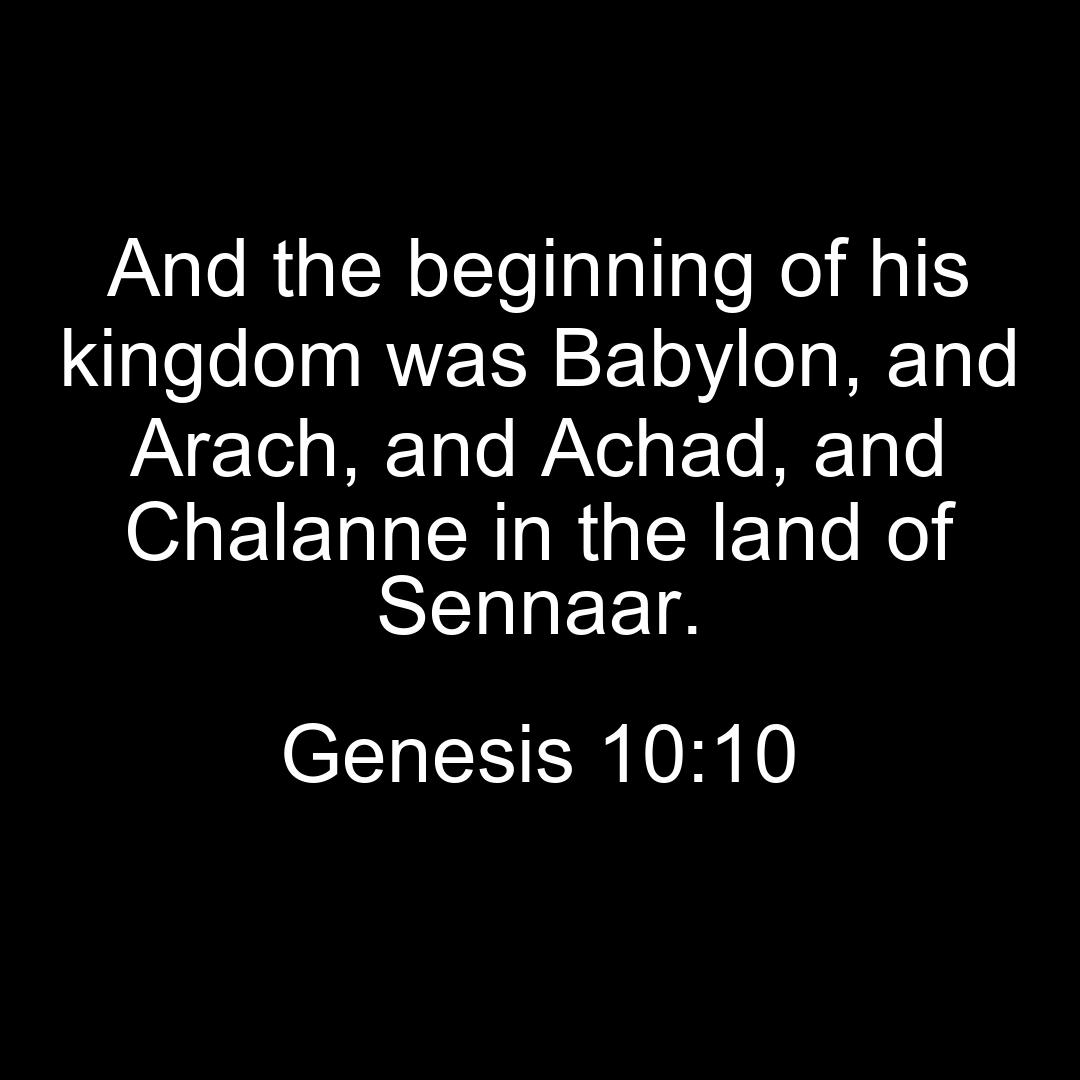 And the beginning of his
kingdom was Babylon, and
Arach, and Achad, and
Chalanne in the land of
Sennaar.
Genesis 10:10